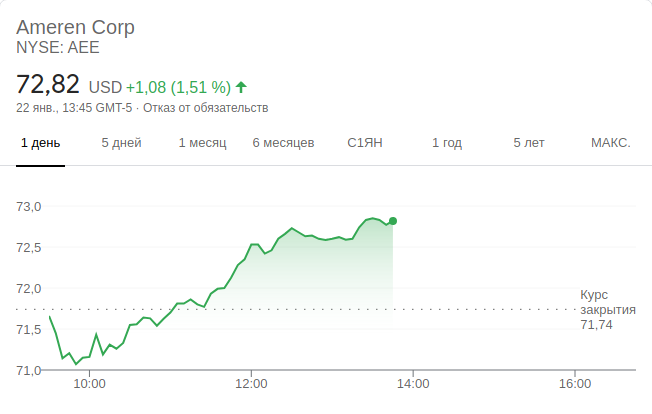 Ameren Corp
NYSE: AEE
72,82 USD +1,08 (1,51 %)
22 янв., 13:45 GMT-5 · Отказ от обязательств
1 день 5 дней 1 месяц 6 месяцев С1ЯН 1 год 5 лет МАКС.
73,0
72,5
72,0
Курс
закрытия
71,74
71,5
71,0
10:00 12:00 14:00 16:00